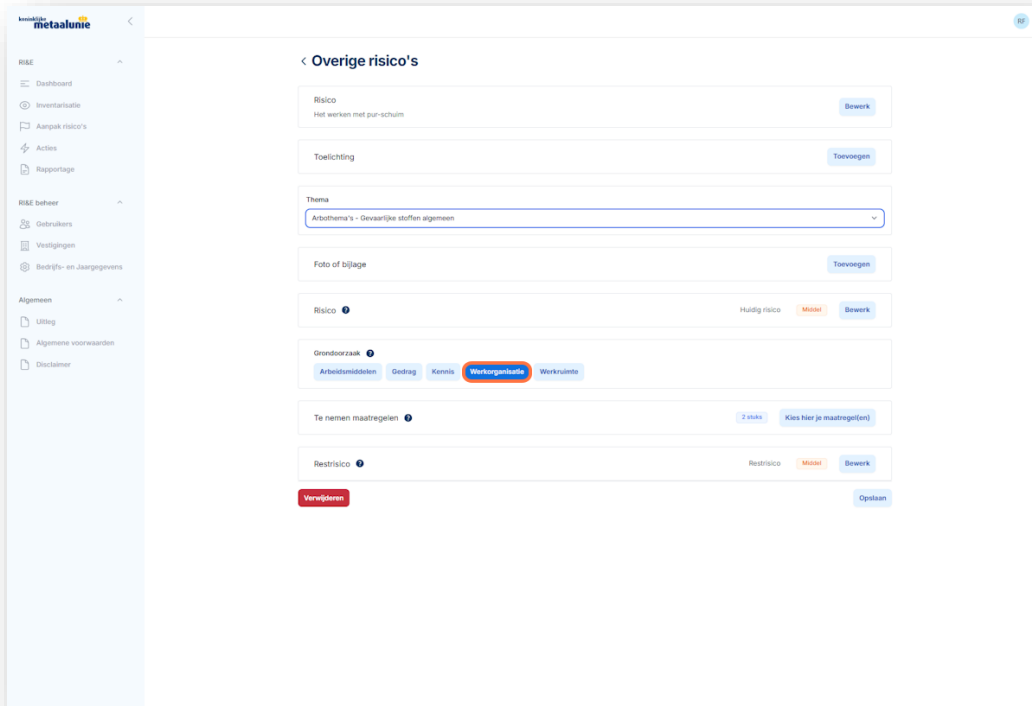 koninklijke
metaalunie
RI&E
Dashboard
Inventarisatie
Aanpak risico's
Acties
Rapportage
RI&E beheer
Gebruikers
Vestigingen
Bedrijfs- en Jaargegevens
Algemeen
Uitleg
Algemene voorwaarden
Disclaimer
RF
Overige risico's
Risico
Het werken met pur-schuim
Bewerk
Toelichting
Toevoegen
Thema
Arbothema's - Gevaarlijke stoffen algemeen
Foto of bijlage
Toevoegen
Risico
Huidig risico Middel Bewerk
Grondoorzaak
Arbeidsmiddelen Gedrag Kennis Werkorganisatie Werkruimte
Te nemen maatregelen
2 stuks Kies hier je maatregel(en)
Restrisico
Restrisico Middel Bewerk
Verwijderen
Opslaan